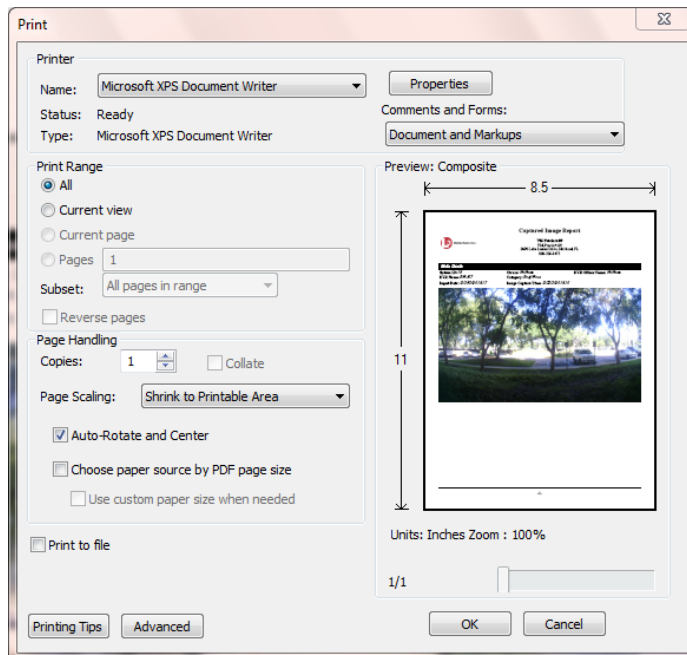 Print
Printer
Name: Microsoft XPS Document Writer Properties
Status: Ready Comments and Forms:
Type: Microsoft XPS Document Writer Document and Markups
Print Range
All
Current view
Current page
Pages 1
Subset: All pages in range
Reverse pages
Page Handling
Copies: 1 Collate
Page Scaling: Shrink to Printable Area
Auto-Rotate and Center
Choose paper source by PDF page size
Use custom paper size when needed
Print to file
Printing Tips Advanced
Preview: Composite
8.5
11
Captured Image Report
Units: Inches Zoom : 100%
1/1
OK Cancel